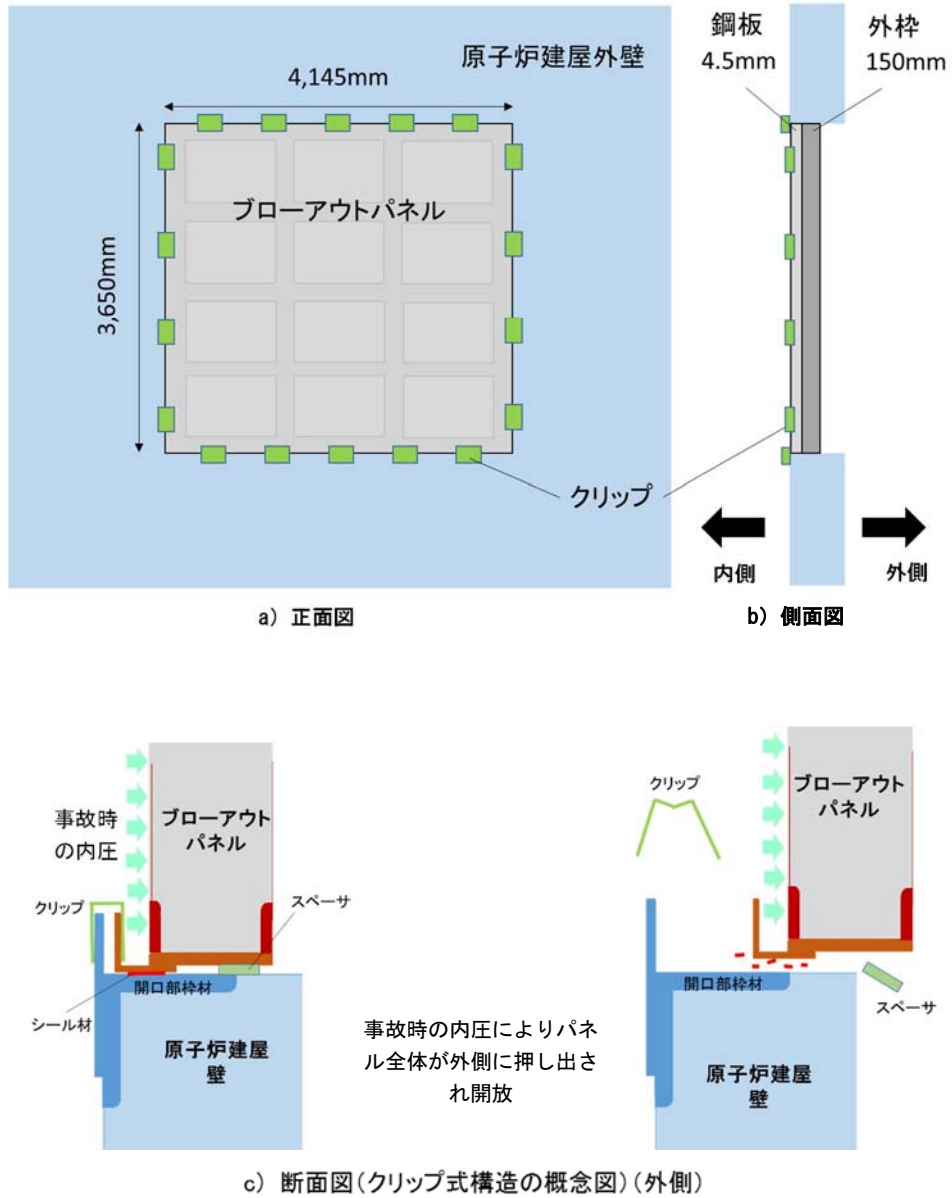 原子炉建屋外壁
4,145mm
3,650mm
ブローアウトパネル
クリップ
a) 正面図
鋼板
4.5mm
外枠
150mm
内側
外側
b) 側面図
事故時
の内圧
ブローアウト
パネル
クリップ
スペーサ
シール材
開口部枠材
原子炉建屋
壁
事故時の内圧によりパネ
ル全体が外側に押し出さ
れ開放
クリップ
ブローアウト
パネル
開口部枠材
スペーサ
原子炉建屋
壁
c) 断面図(クリップ式構造の概念図)(外側)